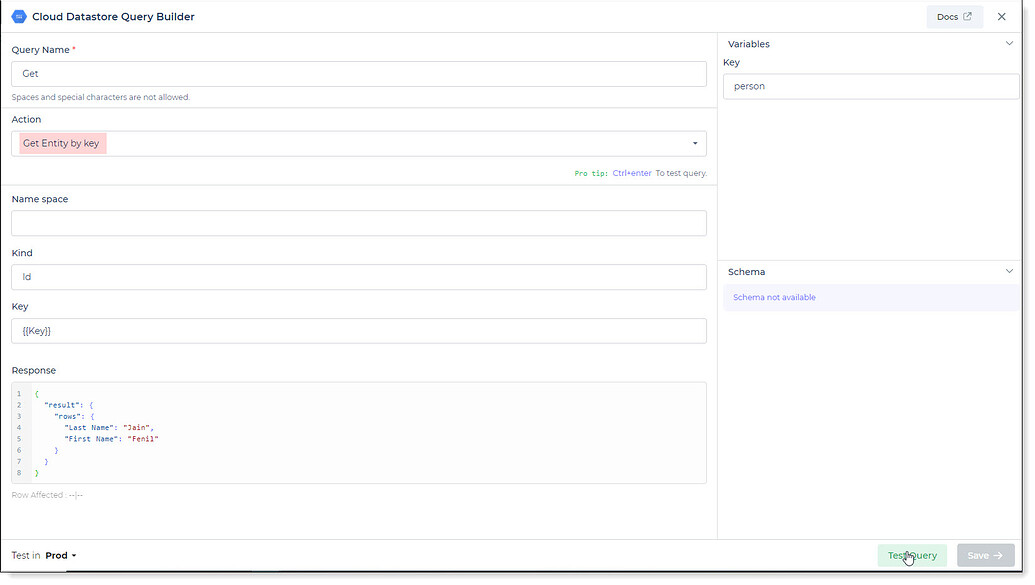 Cloud Datastore Query Builder
Docs
Query Name *
Get
Spaces and special characters are not allowed.
Action
Get Entity by key
Pro tip: Ctrl+enter To test query.
Name space
Kind
Id
Key
{{Key}}
Response
1 {
2 "result": {
3 "rows": {
4 "Last Name": "Jain",
5 "First Name": "Fenil"
6 }
7 }
8 }
Row Affected : --|--
Variables
Key
person
Schema
Schema not available
Test in Prod
Test Query
Save